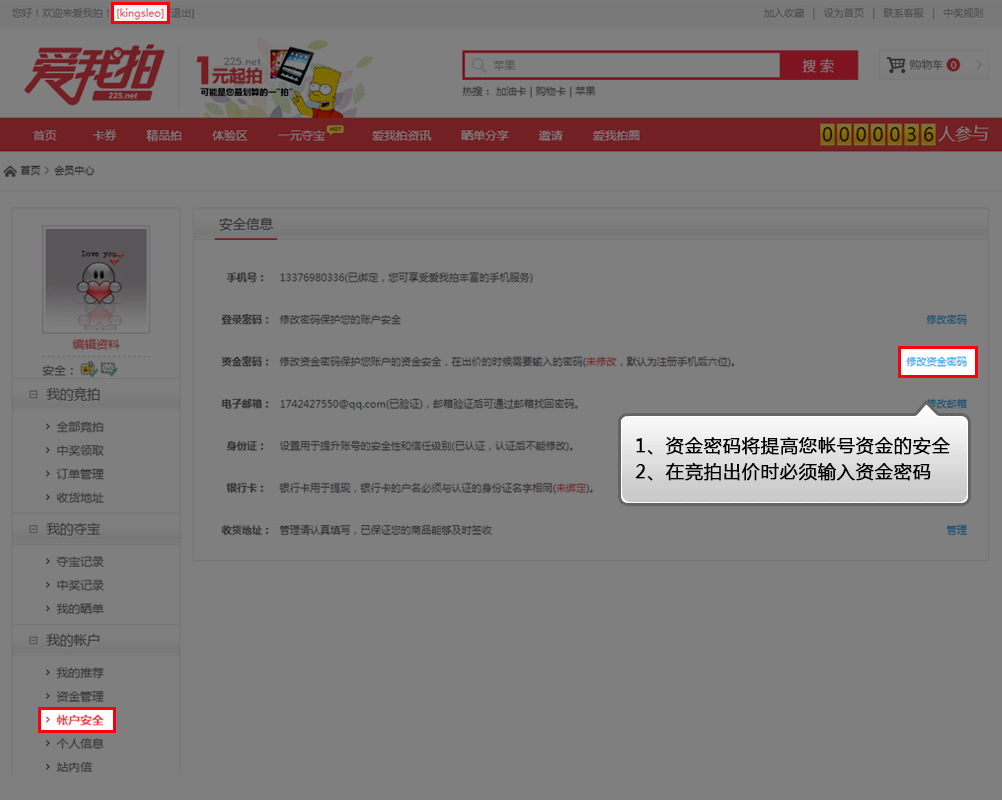 您好！欢迎来爱我拍！[kingsleo] [退出]
加入收藏 | 设为首页 | 联系客服 | 中奖规则
爱我拍
225.net
225.net
1元起拍
可能是你最划算的一"拍"
苹果
搜 索
购物车 0
热搜： 加油卡 | 购物卡 | 苹果
首页 卡券 精品拍 体验区 一元夺宝 HOT 爱我拍资讯 晒单分享 邀请 爱我拍圈
0000036人参与
首页 > 会员中心
love you
编辑资料
安全：
我的竞拍
全部竞拍
中奖领取
订单管理
收货地址
我的夺宝
夺宝记录
中奖记录
我的晒单
我的帐户
我的推荐
资金管理
帐户安全
个人信息
站内信
安全信息
手机号： 13376980336(已绑定，您可享受爱我拍丰富的手机服务)
登录密码： 修改密码保护您的账户安全 修改密码
资金密码： 修改资金密码保护您账户的资金安全，在出价的时候需要输入的密码(未修改，默认为注册手机后六位)。 修改资金密码
电子邮箱： 1742427550@qq.com(已验证)，邮箱验证后可通过邮箱找回密码。 修改邮箱
身份证： 设置用于提升账号的安全性和信任级别(已认证，认证后不能修改)。
银行卡： 银行卡用于提现，银行卡的户名必须与认证的身份证名字相同(未绑定)。
收货地址： 管理请认真填写，已保证您的商品能够及时签收 管理
1、资金密码将提高您帐号资金的安全
2、在竞拍出价时必须输入资金密码